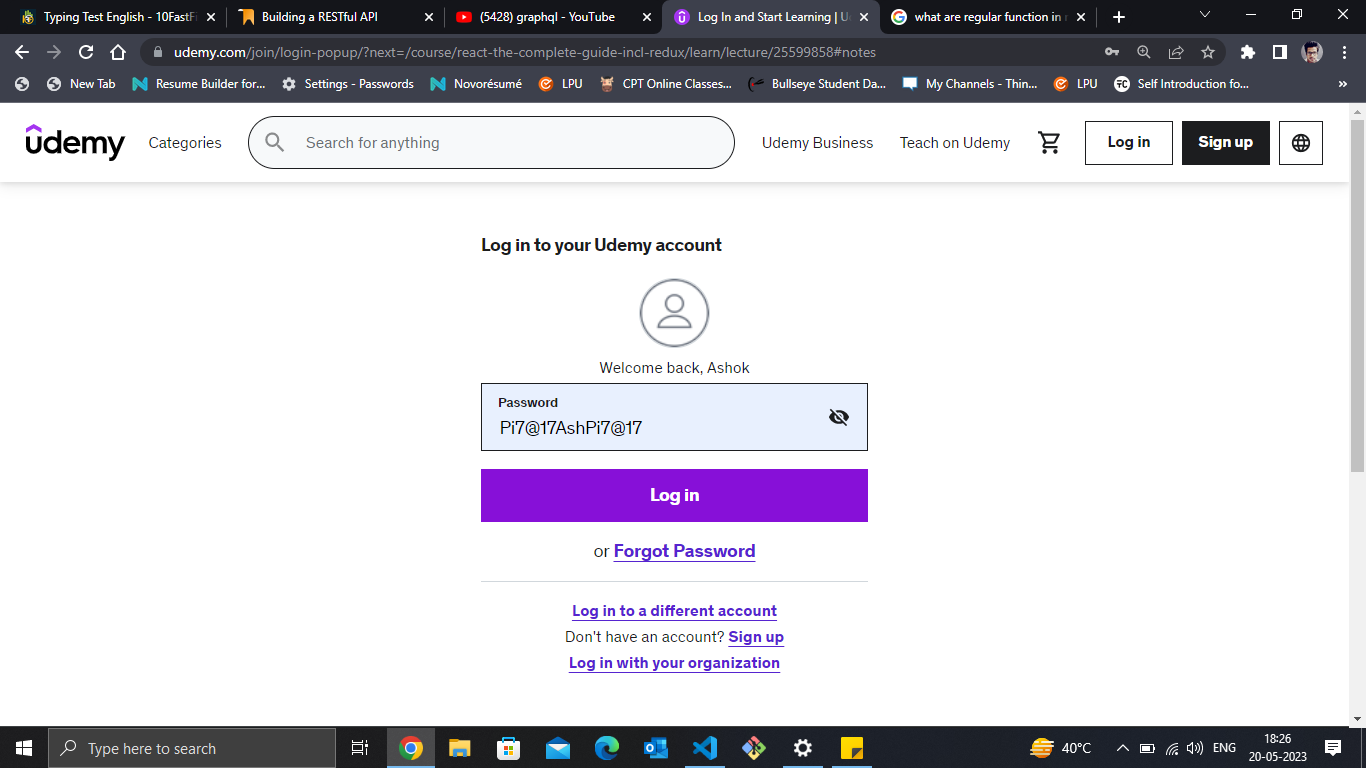 Typing Test English - 10FastFi
Building a RESTful API
(5428) graphql - YouTube
Log In and Start Learning | U
what are regular function in r
udemy.com/join/login-popup/?next=/course/react-the-complete-guide-incl-redux/learn/lecture/25599858#notes
New Tab
Resume Builder for...
Settings - Passwords
Novorésumé
LPU
CPT Online Classes...
Bullseye Student Da...
My Channels - Thin...
LPU
Self Introduction fo...
udemy
Categories
Search for anything
Udemy Business
Teach on Udemy
Log in
Sign up
Log in to your Udemy account
Welcome back, Ashok
Password
Pi7@17AshPi7@17
Log in
or Forgot Password
Log in to a different account
Don't have an account? Sign up
Log in with your organization
Type here to search
40°C
ENG
18:26
20-05-2023